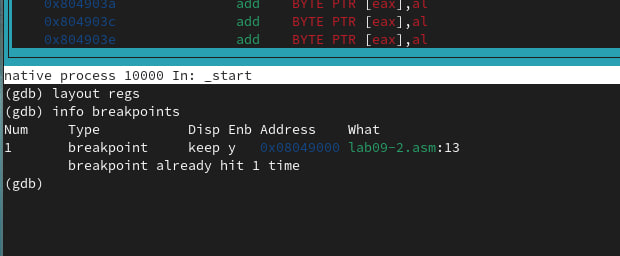 0x804903a add BYTE PTR [eax],al
0x804903c add BYTE PTR [eax],al
0x804903e add BYTE PTR [eax],al
native process 10000 In: _start
(gdb) layout regs
(gdb) info breakpoints
Num Type Disp Enb Address What
1 breakpoint keep y 0x08049000 lab09-2.asm:13
breakpoint already hit 1 time
(gdb)